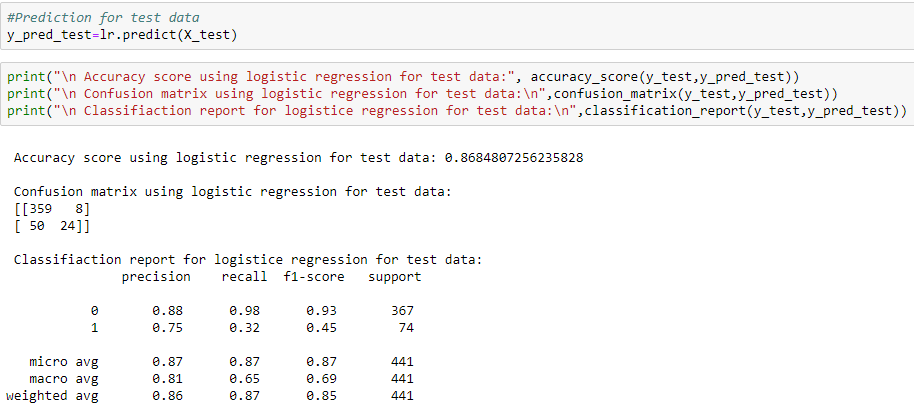 #Prediction for test data
y_pred_test=lr.predict(X_test)
print("\n Accuracy score using logistic regression for test data:", accuracy_score(y_test,y_pred_test))
print("\n Confusion matrix using logistic regression for test data:\n",confusion_matrix(y_test,y_pred_test))
print("\n Classifiaction report for logistice regression for test data:\n",classification_report(y_test,y_pred_test))
Accuracy score using logistic regression for test data: 0.8684807256235828
Confusion matrix using logistic regression for test data:
[[359   8]
[ 50  24]]
Classifiaction report for logistice regression for test data:
precision    recall  f1-score   support
0       0.88      0.98      0.93       367
1       0.75      0.32      0.45        74
micro avg       0.87      0.87      0.87       441
macro avg       0.81      0.65      0.69       441
weighted avg       0.86      0.87      0.85       441